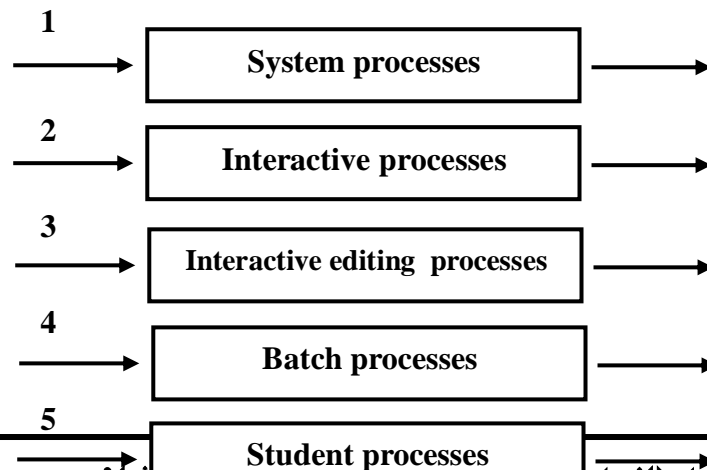 1
System processes
2
Interactive processes
3
Interactive editing processes
4
Batch processes
5
Student processes